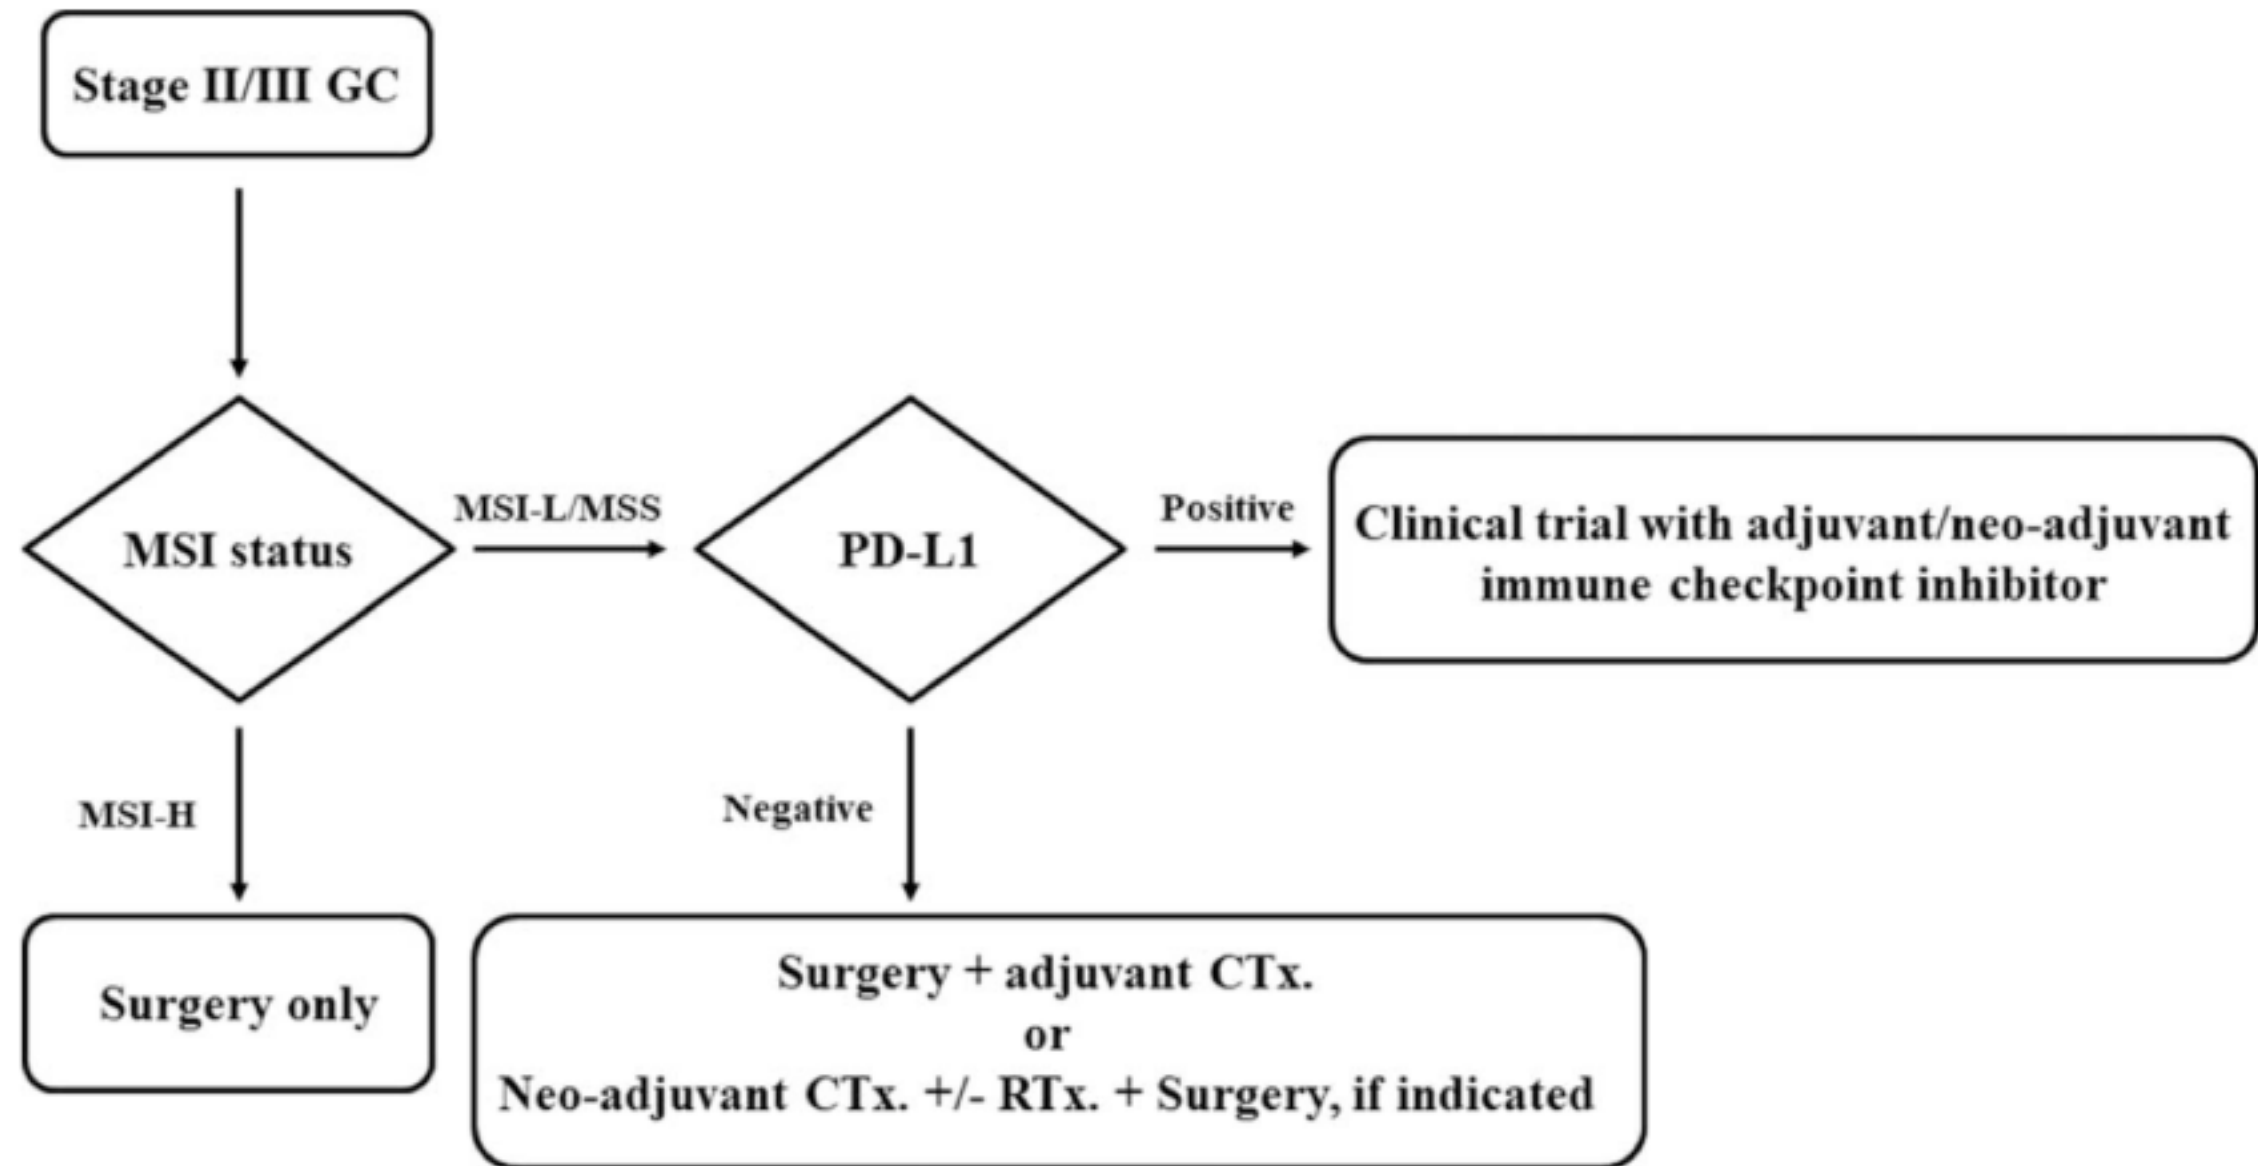 Stage II/III GC
MSI status
MSI-L/MSS
PD-L1
Positive
Clinical trial with adjuvant/neo-adjuvant
immune checkpoint inhibitor
MSI-H
Negative
Surgery only
Surgery + adjuvant CTx.
or
Neo-adjuvant CTx. +/- RTx. + Surgery, if indicated